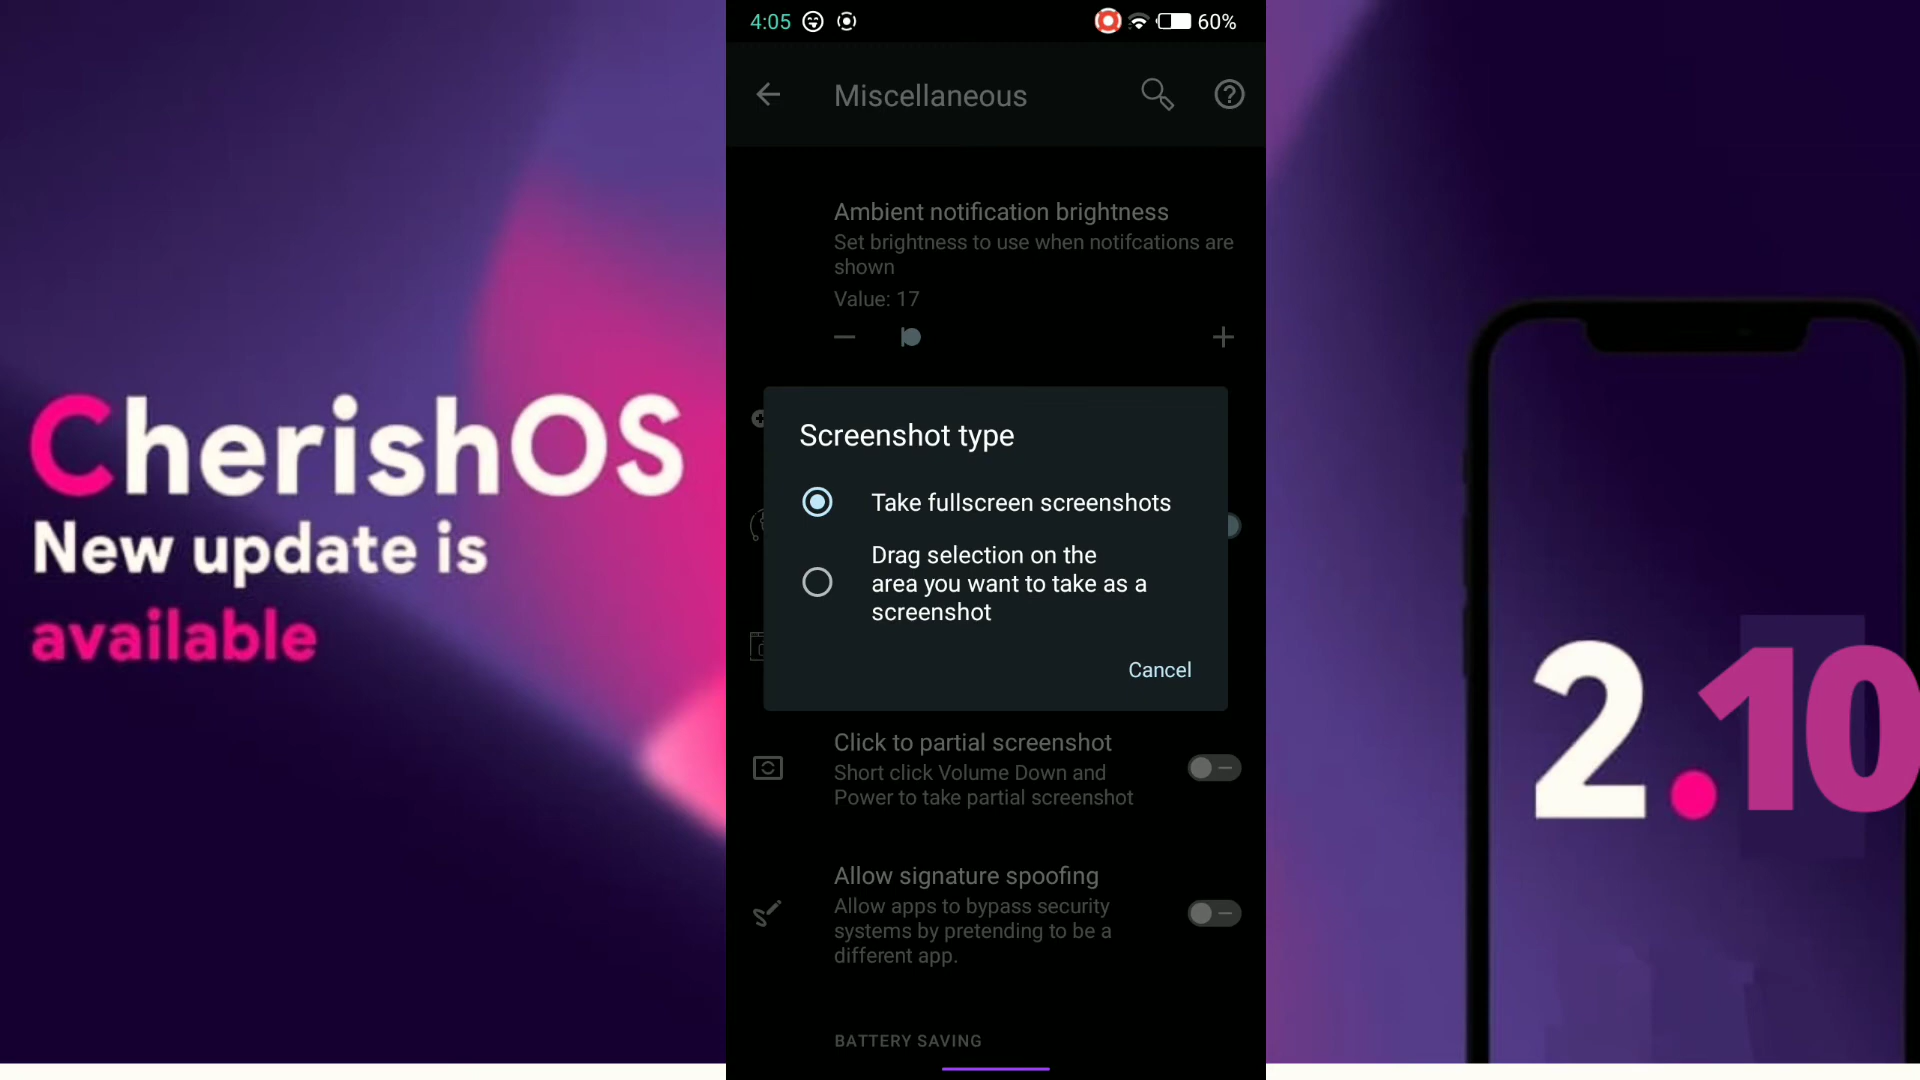 CherishOS
New update is
available
4:05
60%
Miscellaneous
Ambient notification brightness
Set brightness to use when notifcations are
shown
Value: 17
Screenshot type
Take fullscreen screenshots
Drag selection on the
area you want to take as a
screenshot
Cancel
Click to partial screenshot
Short click Volume Down and
Power to take partial screenshot
Allow signature spoofing
Allow apps to bypass security
systems by pretending to be a
different app.
BATTERY SAVING
2.10